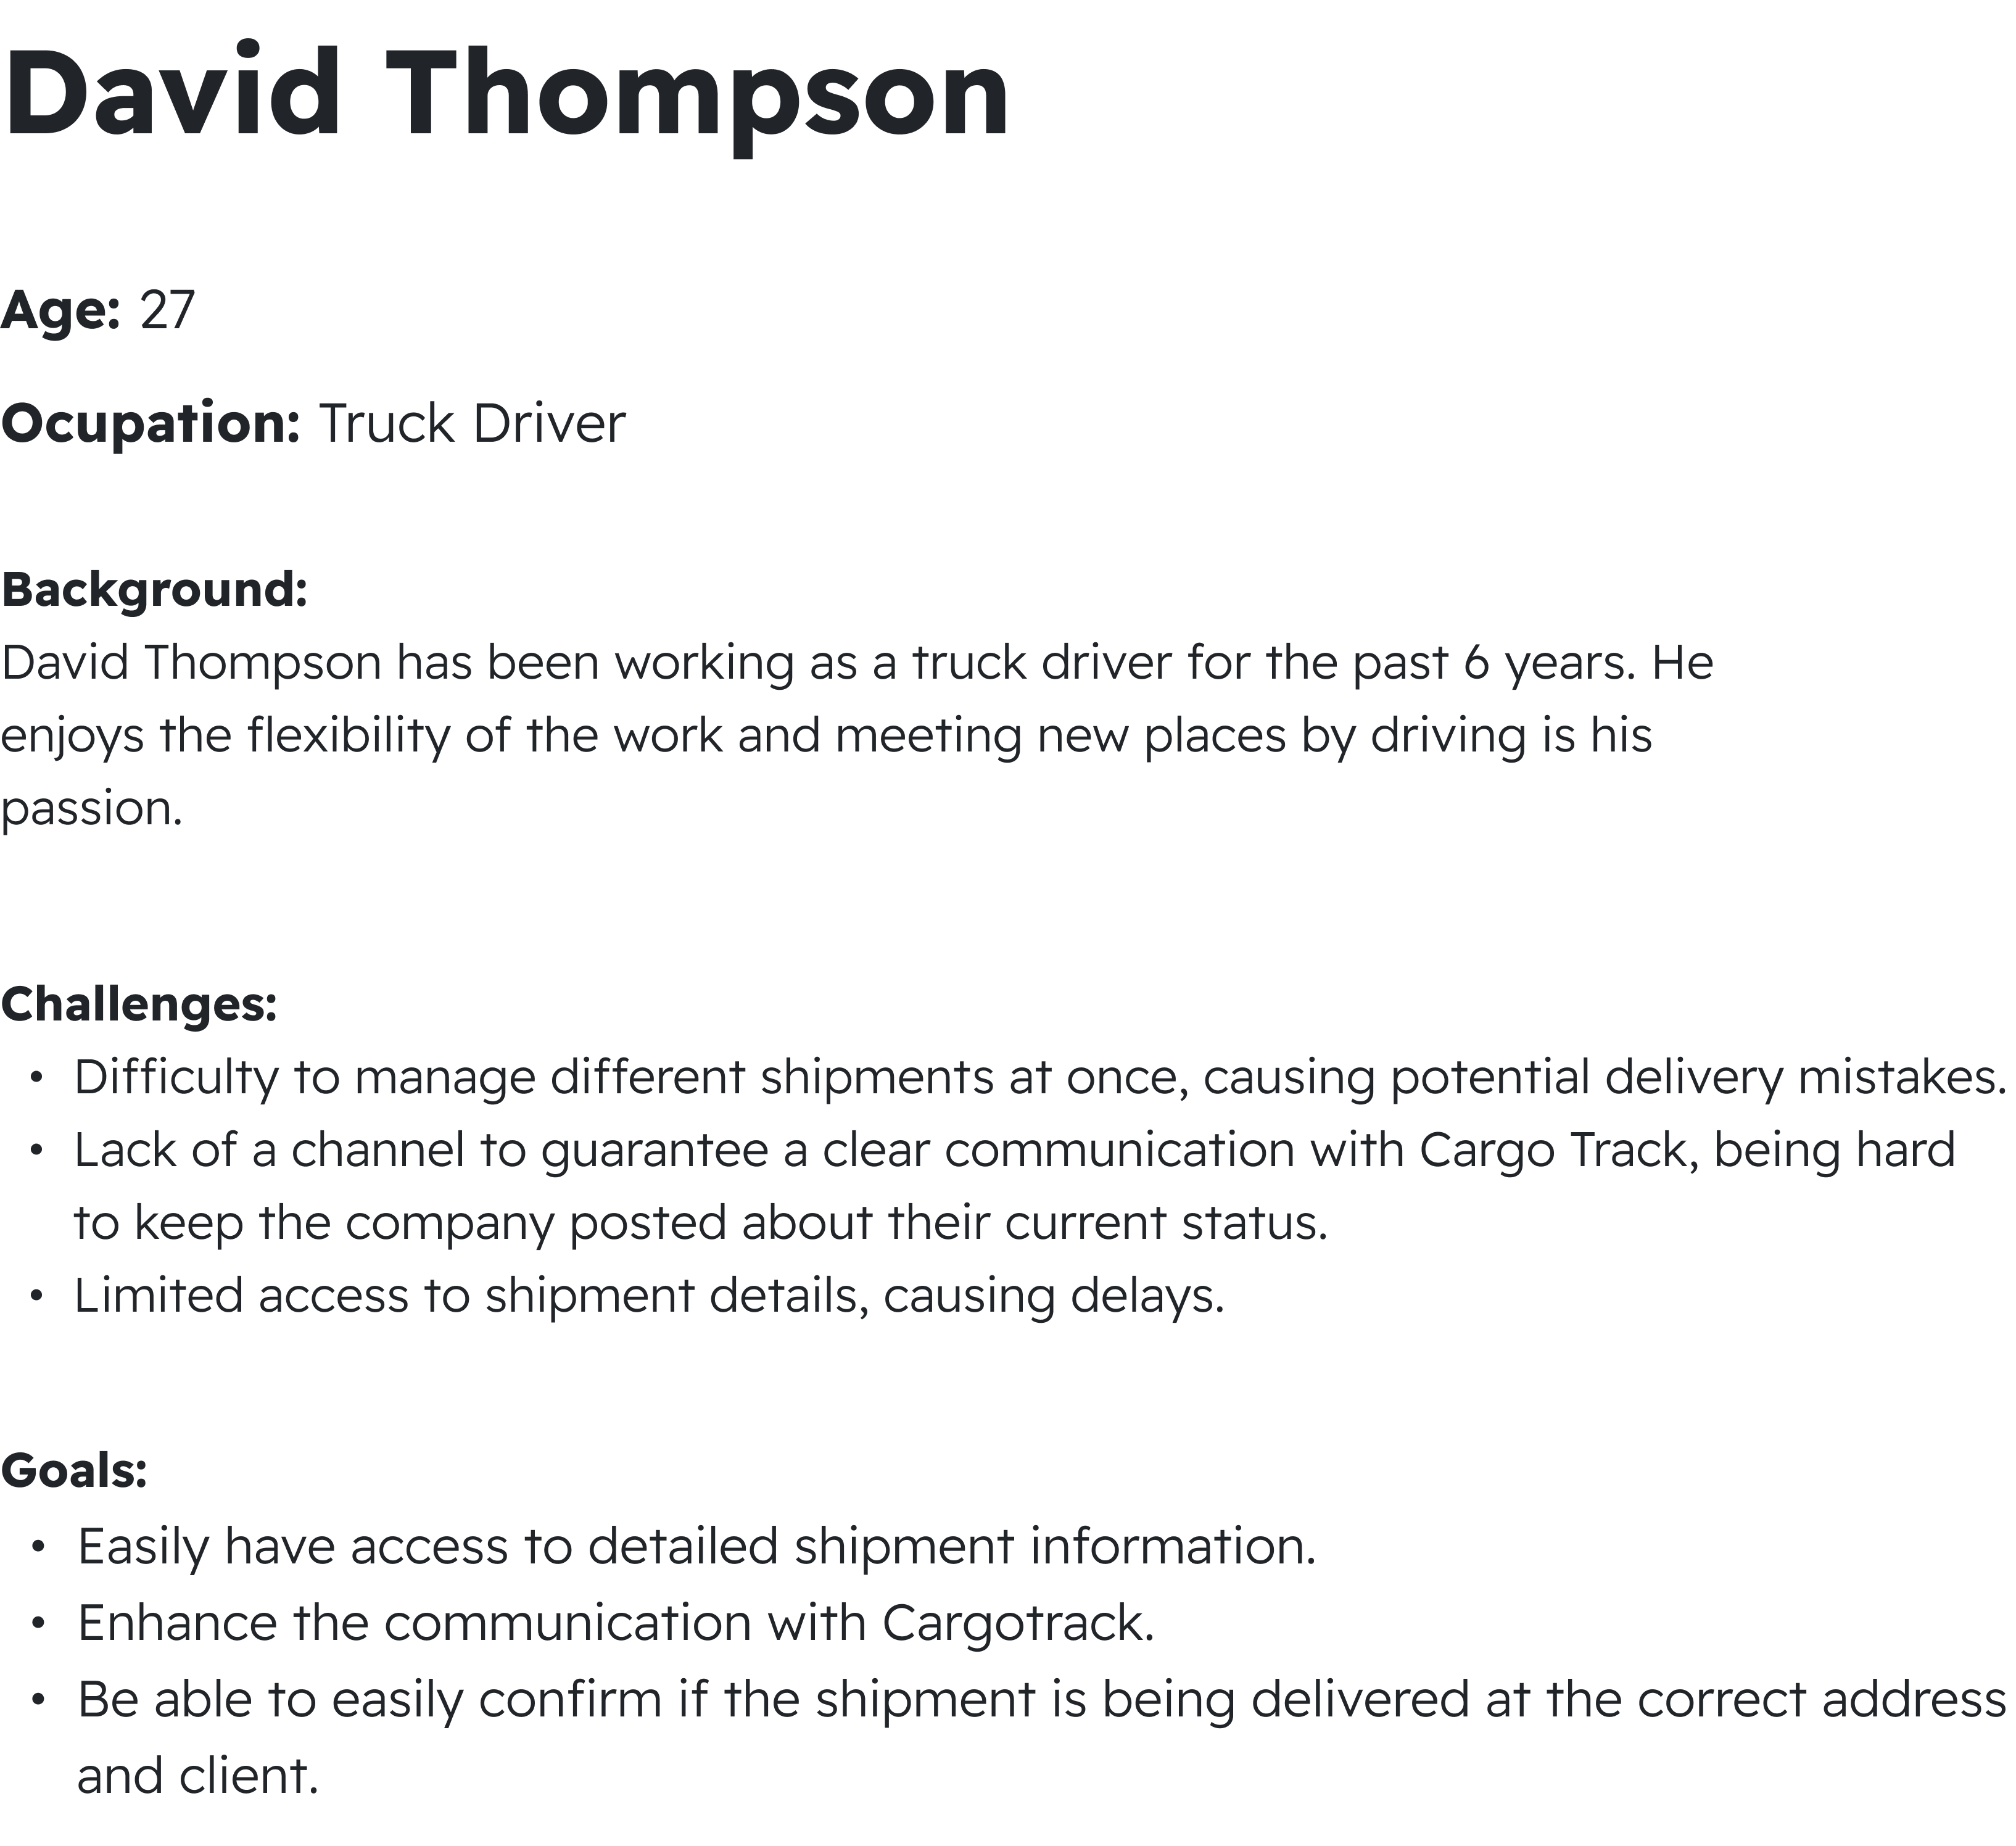 David Thompson
Age: 27
Ocupation: Truck Driver
Background:
David Thompson has been working as a truck driver for the past 6 years. He
enjoys the flexibility of the work and meeting new places by driving is his
passion.
Challenges:
• Difficulty to manage different shipments at once, causing potential delivery mistakes.
• Lack of a channel to guarantee a clear communication with Cargo Track, being hard
to keep the company posted about their current status.
• Limited access to shipment details, causing delays.
Goals:
• Easily have access to detailed shipment information.
• Enhance the communication with Cargotrack.
• Be able to easily confirm if the shipment is being delivered at the correct address
and client.